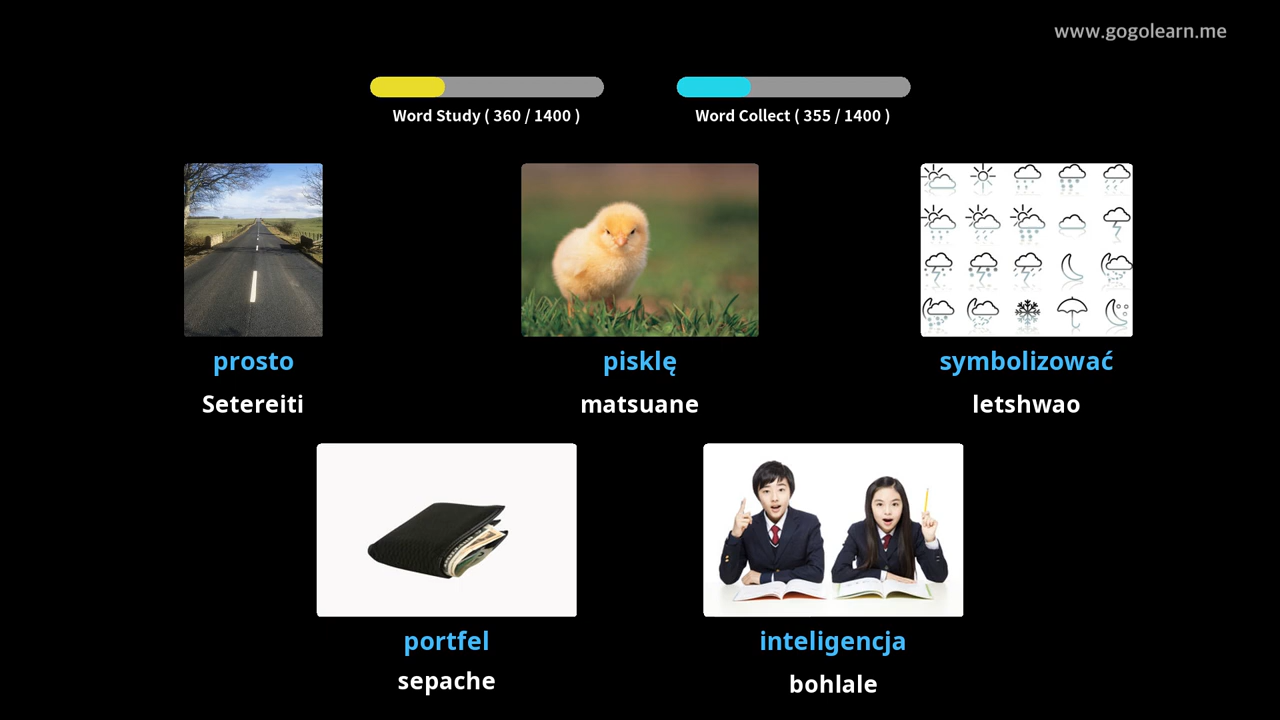 www.gogolearn.me
Word Study ( 360 / 1400 )
Word Collect ( 355 / 1400 )
prosto
Setereiti
pisklę
matsuane
symbolizować
letshwao
portfel
sepache
inteligencja
bohlale